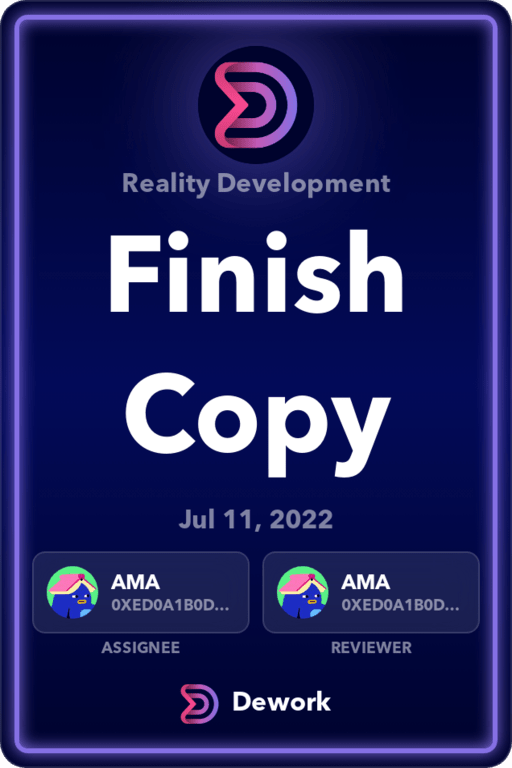 Reality Development
Finish
Copy
Jul 11, 2022
AMA
0XED0A1B0D...
ASSIGNEE
AMA
0XED0A1B0D...
REVIEWER
Dework